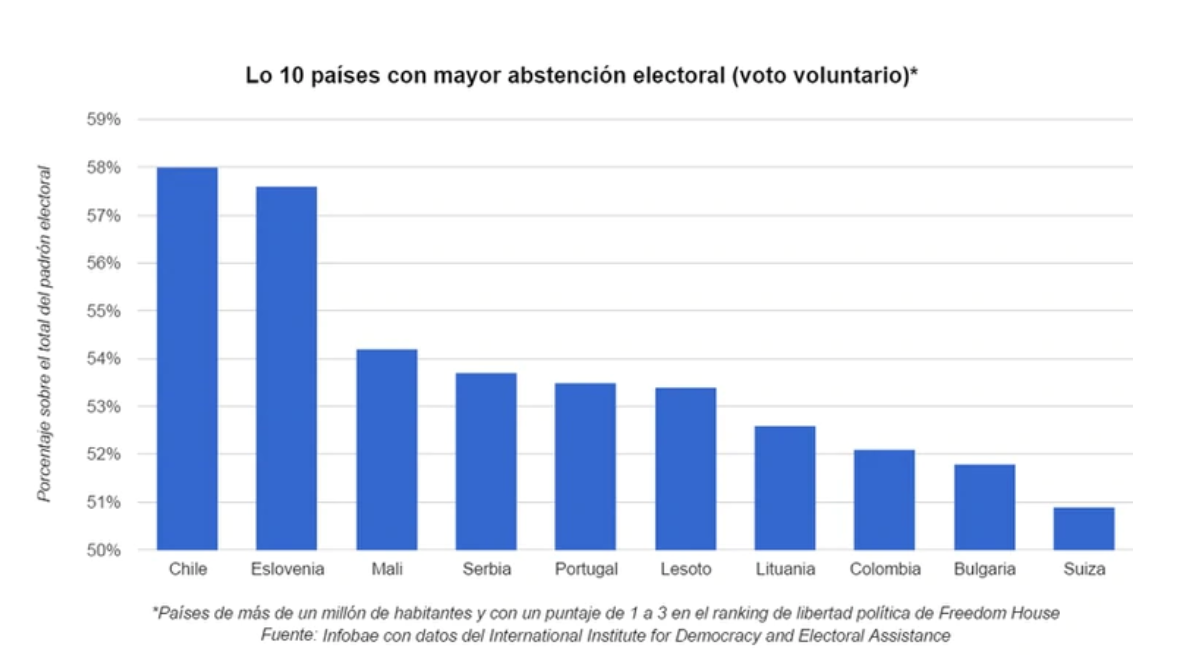 Lo 10 países con mayor abstención electoral (voto voluntario)*
Porcentaje sobre el total del padrón electoral
59%
58%
57%
56%
55%
54%
53%
52%
51%
50%
Chile Eslovenia Mali Serbia Portugal Lesoto Lituania Colombia Bulgaria Suiza
*Países de más de un millón de habitantes y con un puntaje de 1 a 3 en el ranking de libertad política de Freedom House
Fuente: Infobae con datos del International Institute for Democracy and Electoral Assistance